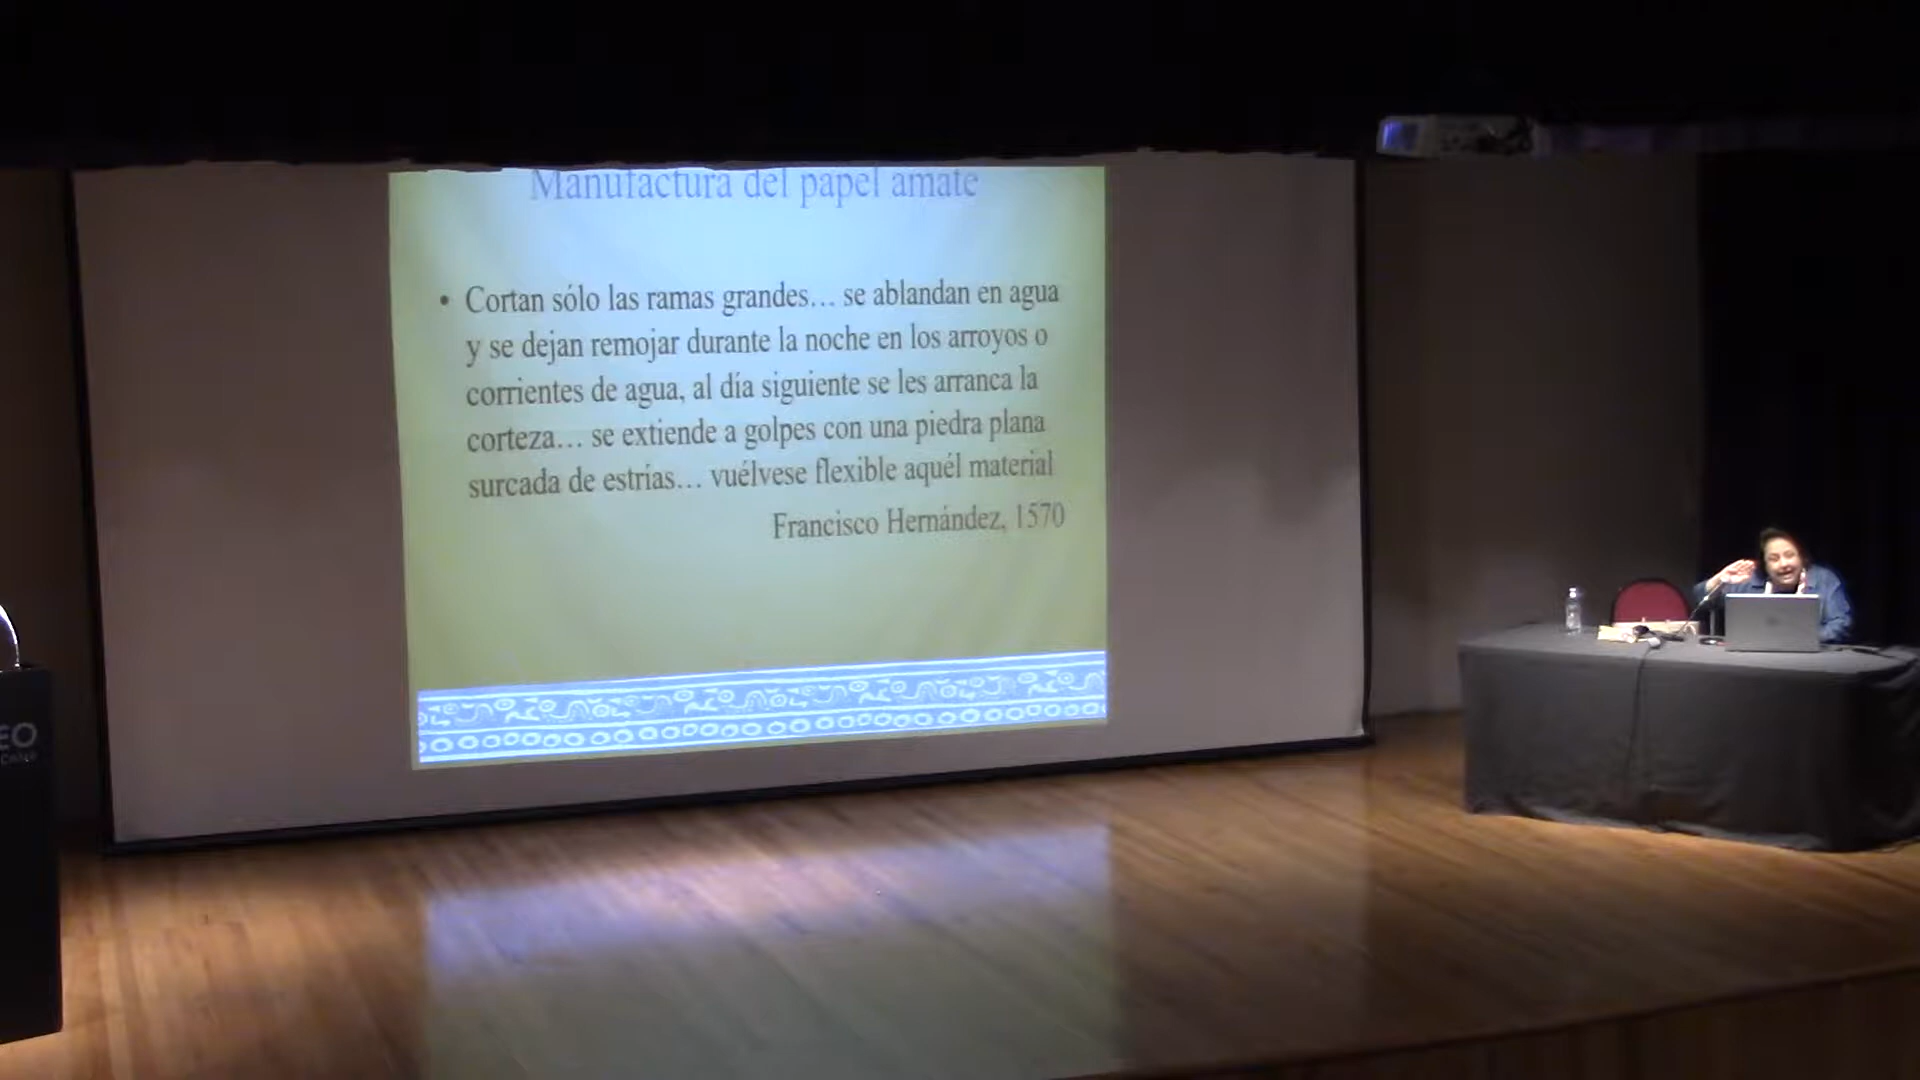 Manufactura del papel amate
• Cortan sólo las ramas grandes… se ablandan en agua
y se dejan remojar durante la noche en los arroyos o
corrientes de agua, al día siguiente se les arranca la
corteza… se extiende a golpes con una piedra plana
surcada de estrías… vuélvese flexible aquél material
Francisco Hernández, 1570
EO